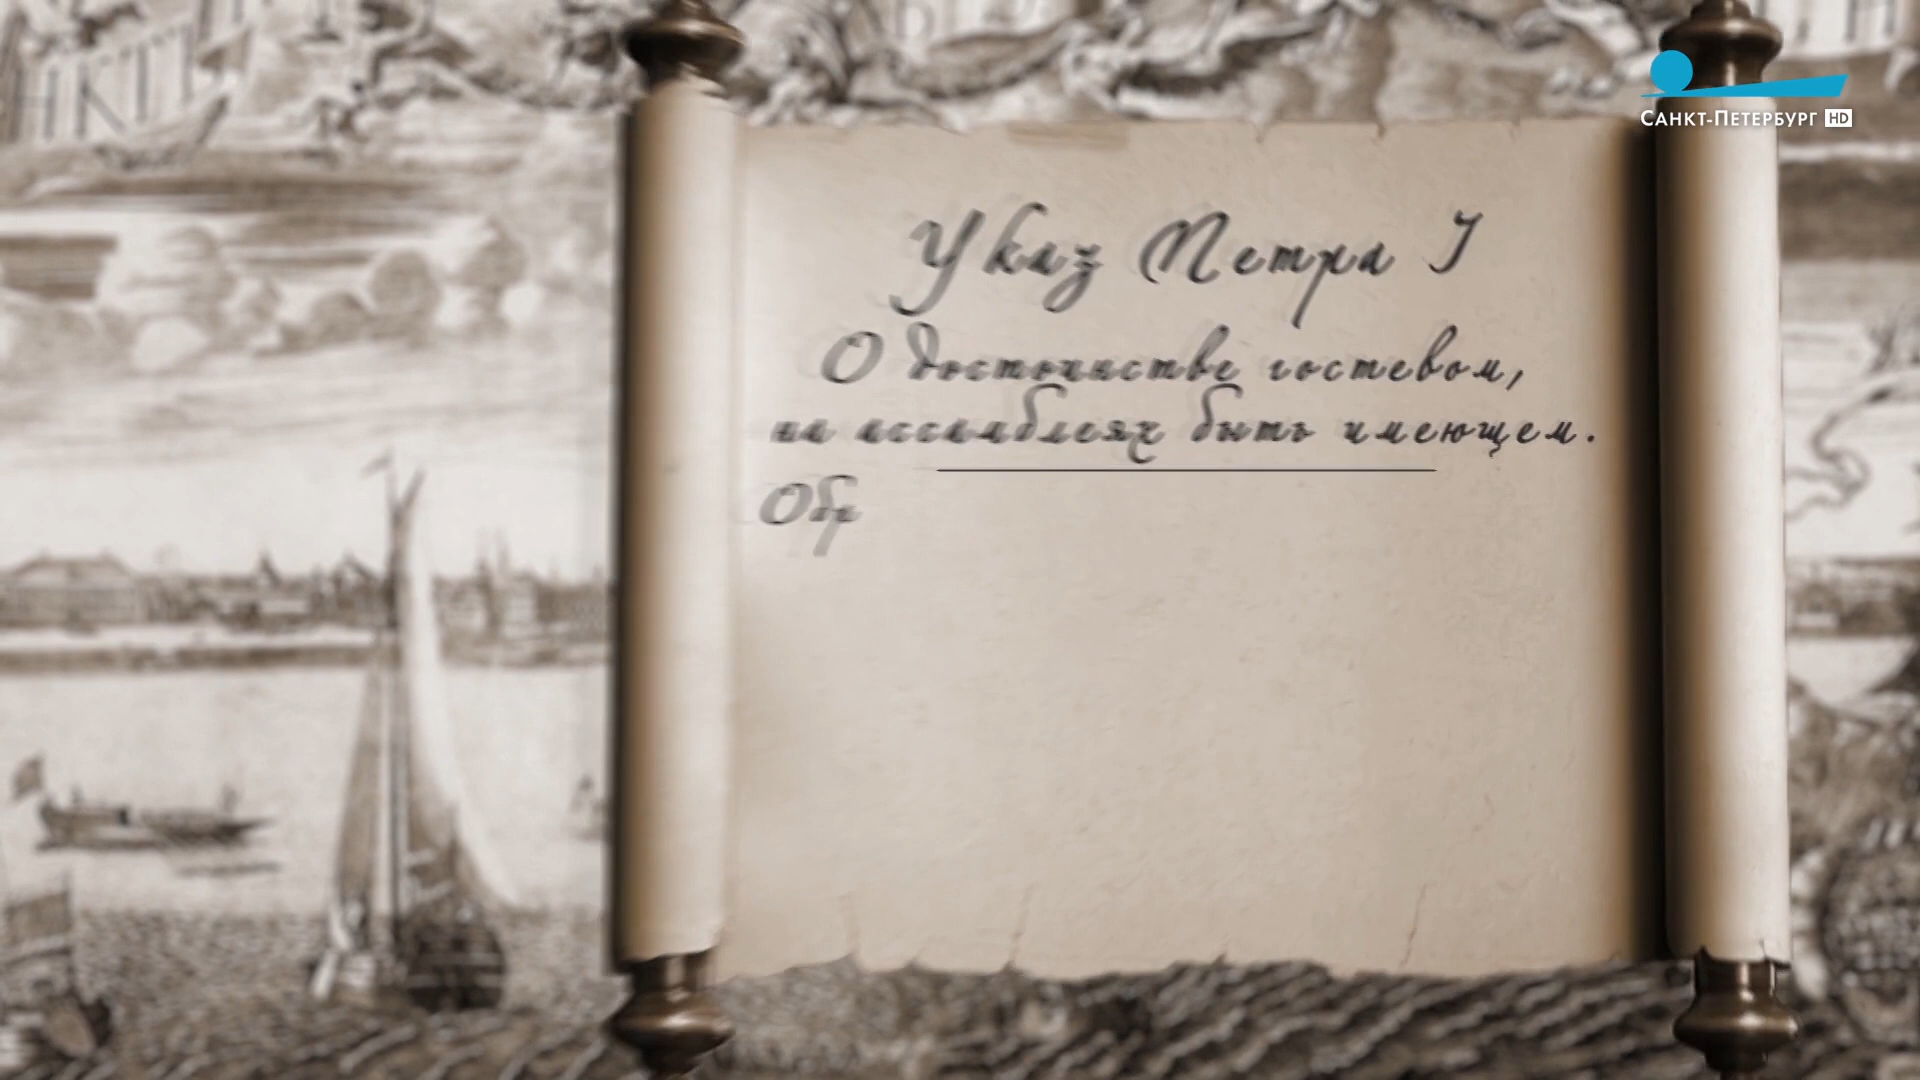 Санкт-Петербург HD
Указ Петра I
О достоинстве гостевом,
на ассамблеях быть имеющем.